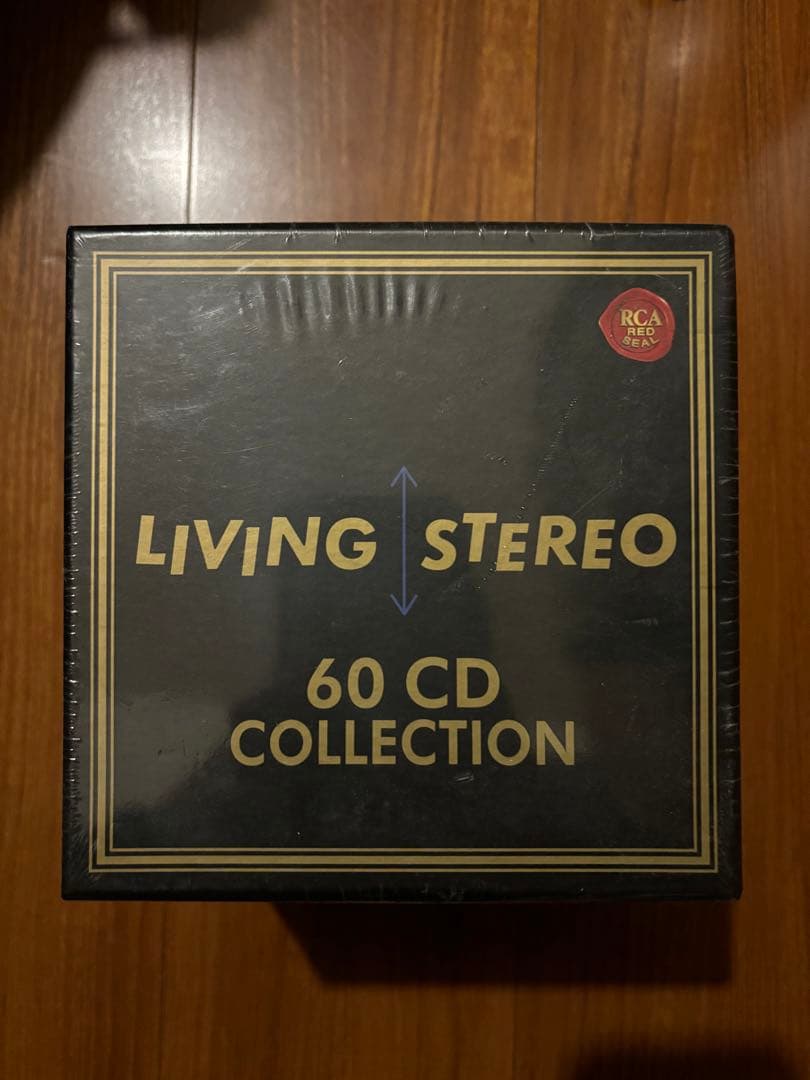 RCA
RED
SEAL
LIVING STEREO
60 CD
COLLECTION